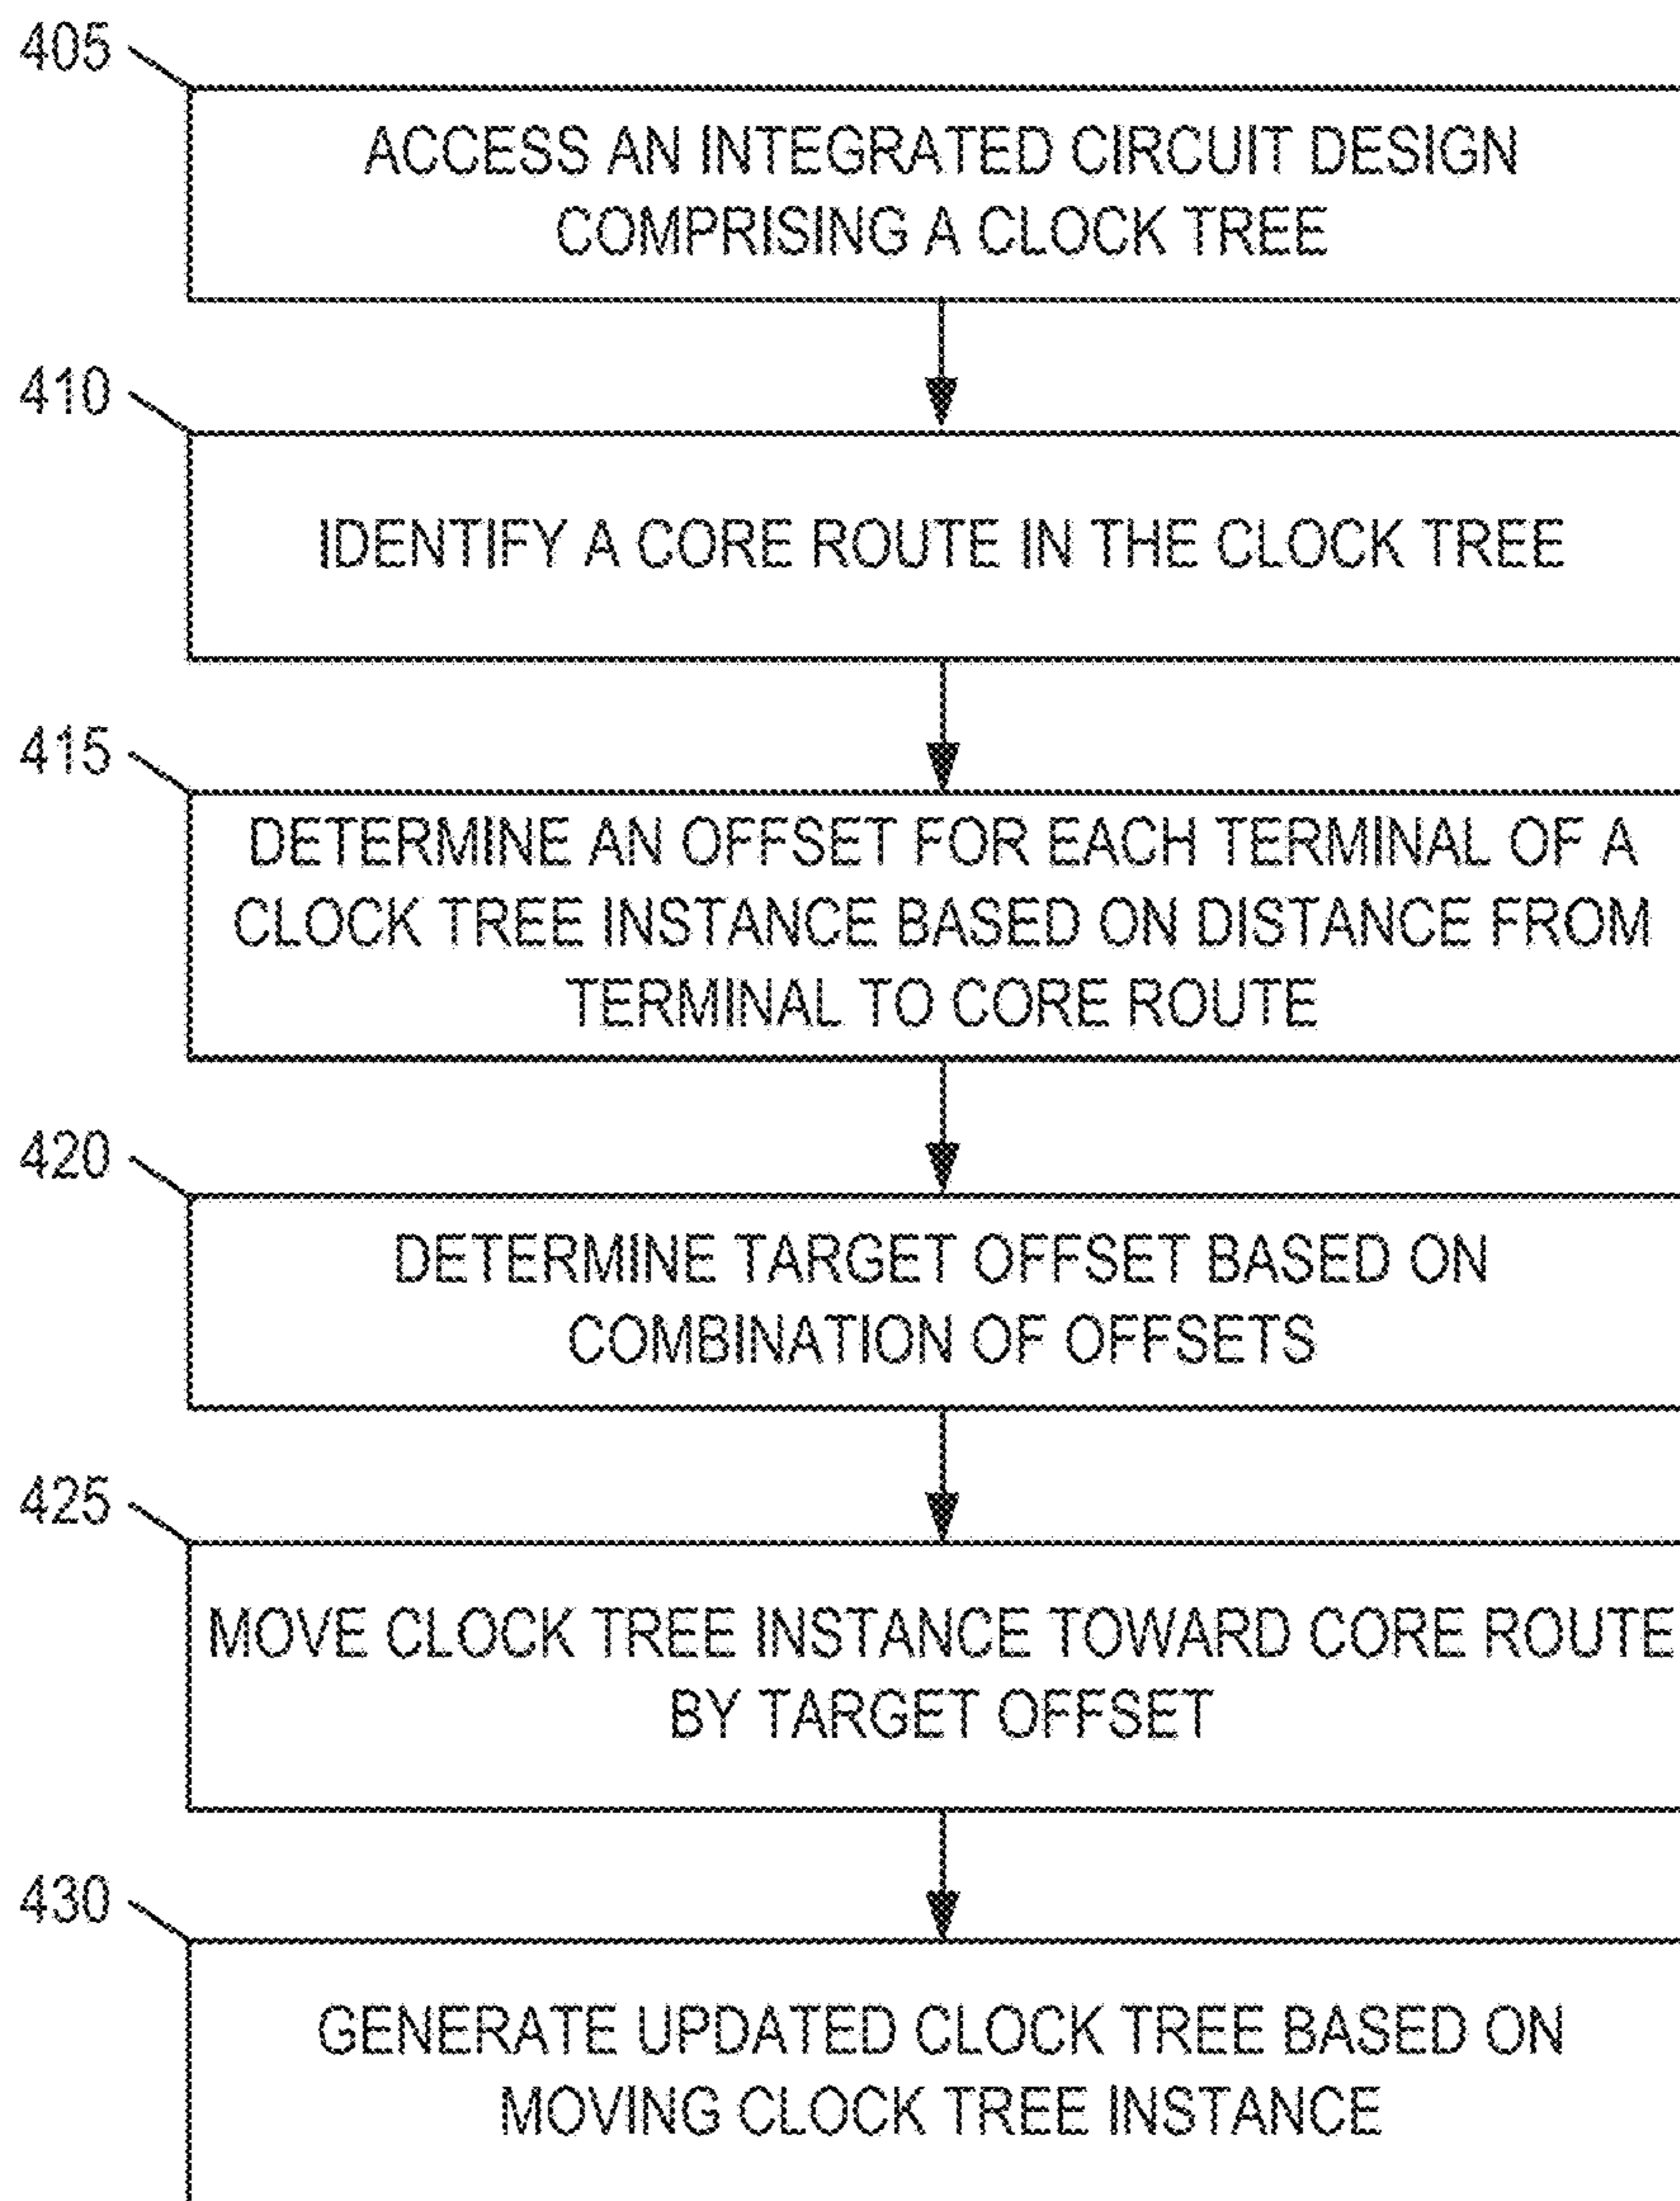 405
ACCESS AN INTEGRATED CIRCUIT DESIGN
COMPRISING A CLOCK TREE
410
IDENTIFY A CORE ROUTE IN THE CLOCK TREE
415
DETERMINE AN OFFSET FOR EACH TERMINAL OF A
CLOCK TREE INSTANCE BASED ON DISTANCE FROM
TERMINAL TO CORE ROUTE
420
DETERMINE TARGET OFFSET BASED ON
COMBINATION OF OFFSETS
425
MOVE CLOCK TREE INSTANCE TOWARD CORE ROUTE
BY TARGET OFFSET
430
GENERATE UPDATED CLOCK TREE BASED ON
MOVING CLOCK TREE INSTANCE